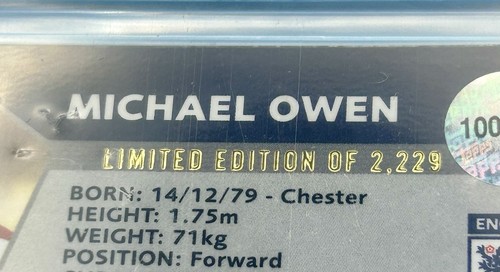 MICHAEL OWEN
LIMITED EDITION OF 2,229
100
BORN: 14/12/79 - Chester
HEIGHT: 1.75m
WEIGHT: 71kg
POSITION: Forward